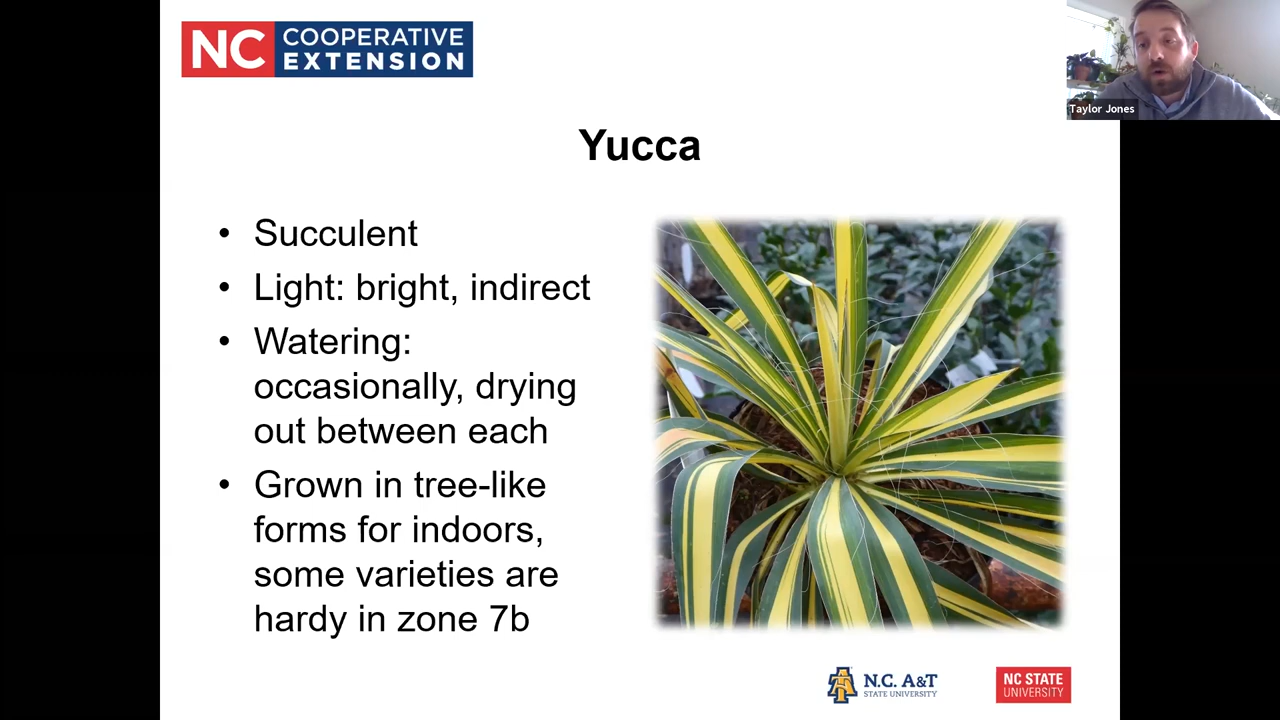 NC COOPERATIVE
EXTENSION
Taylor Jones
Yucca
• Succulent
• Light: bright, indirect
• Watering:
occasionally, drying
out between each
• Grown in tree-like
forms for indoors,
some varieties are
hardy in zone 7b
N.C. A&T
STATE UNIVERSITY
NC STATE
UNIVERSITY